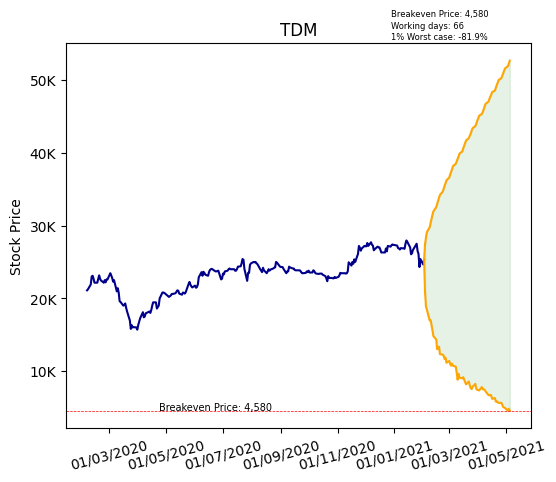 Breakeven Price: 4,580
Working days: 66
1% Worst case: -81.9%
TDM
Stock Price
50K
40K
30K
20K
10K
Breakeven Price: 4,580
01/03/2020
01/05/2020
01/07/2020
01/09/2020
01/11/2020
01/01/2021
01/03/2021
01/05/2021